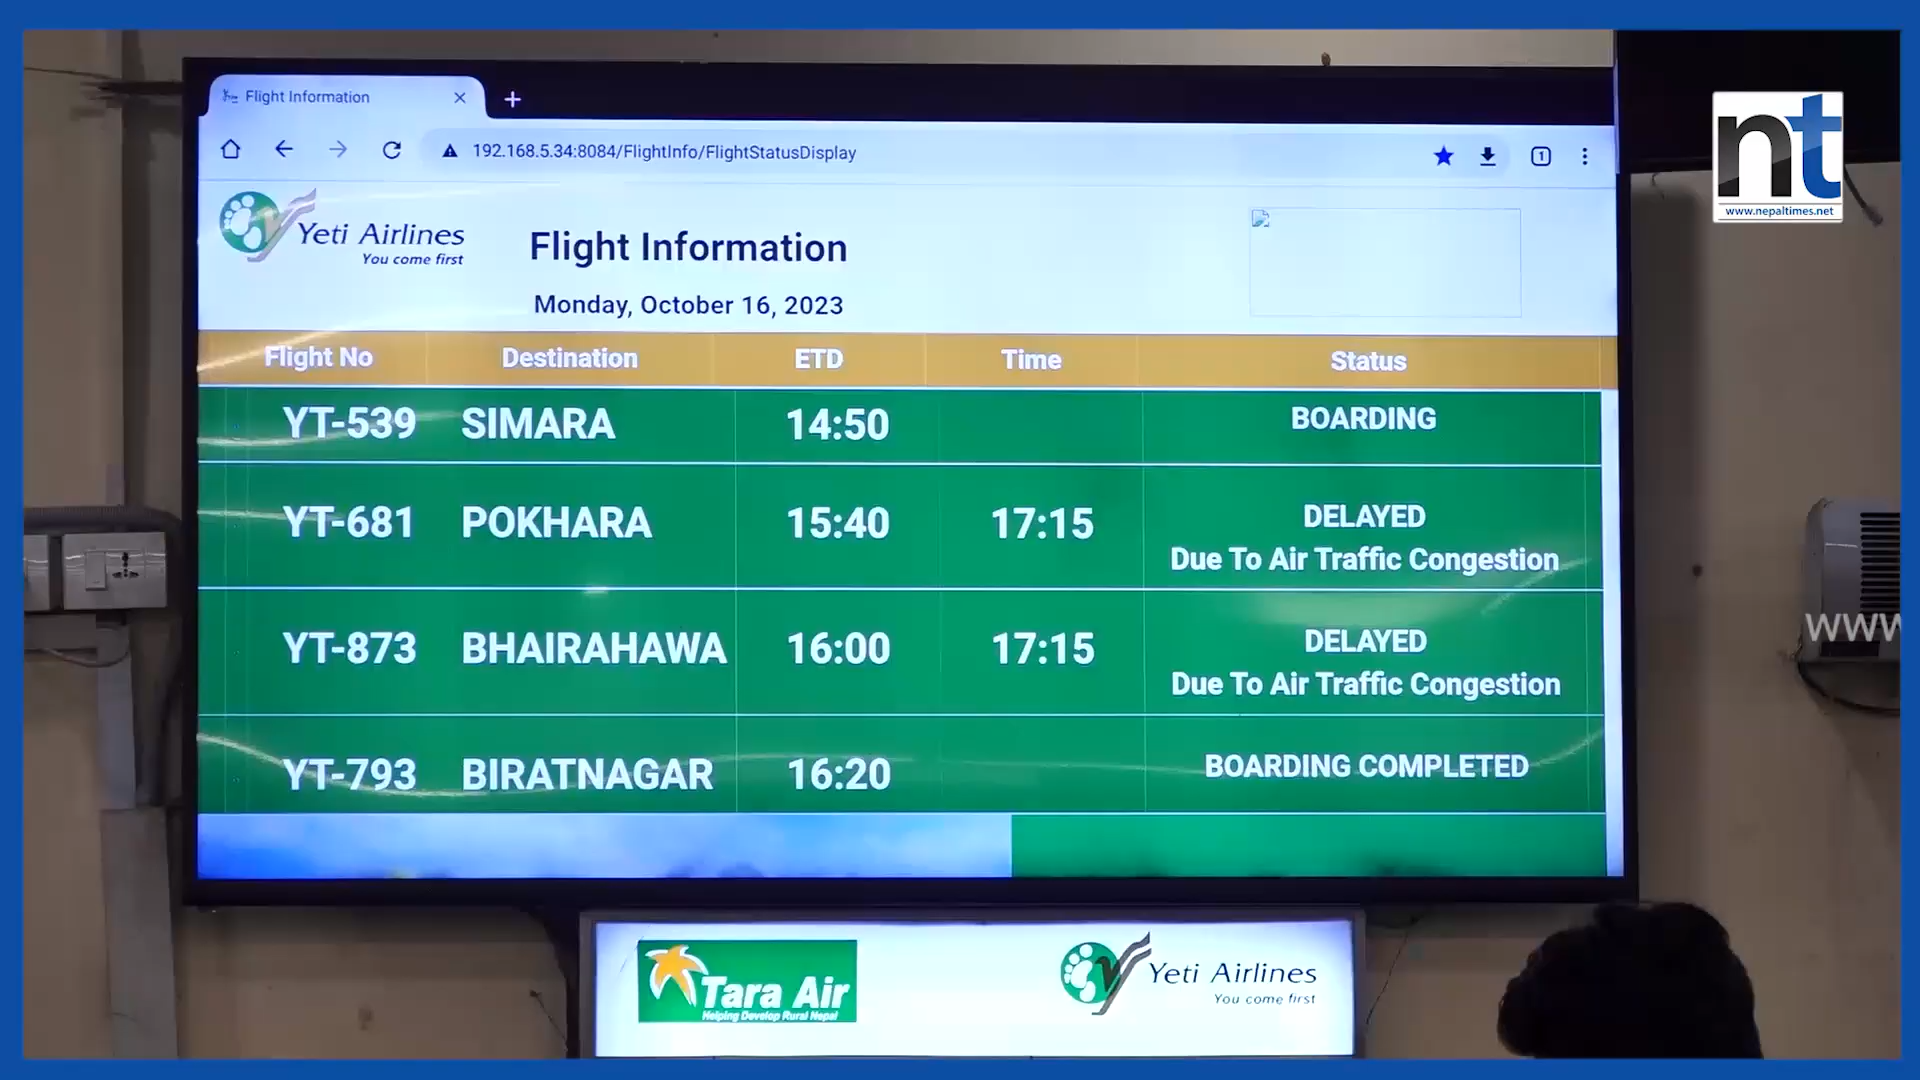 Flight Information
192.168.5.34:8084/FlightInfo/FlightStatusDisplay
1
nt
www.nepaltimes.net
Yeti Airlines
You come first
Flight Information
Monday, October 16, 2023
Flight No Destination ETD Time Status
YT-539 SIMARA 14:50 BOARDING
YT-681 POKHARA 15:40 17:15 DELAYED
Due To Air Traffic Congestion
YT-873 BHAIRAHAWA 16:00 17:15 DELAYED
Due To Air Traffic Congestion
YT-793 BIRATNAGAR 16:20 BOARDING COMPLETED
www
Tara Air
Helping Develop Rural Nepal
Yeti Airlines
You come first